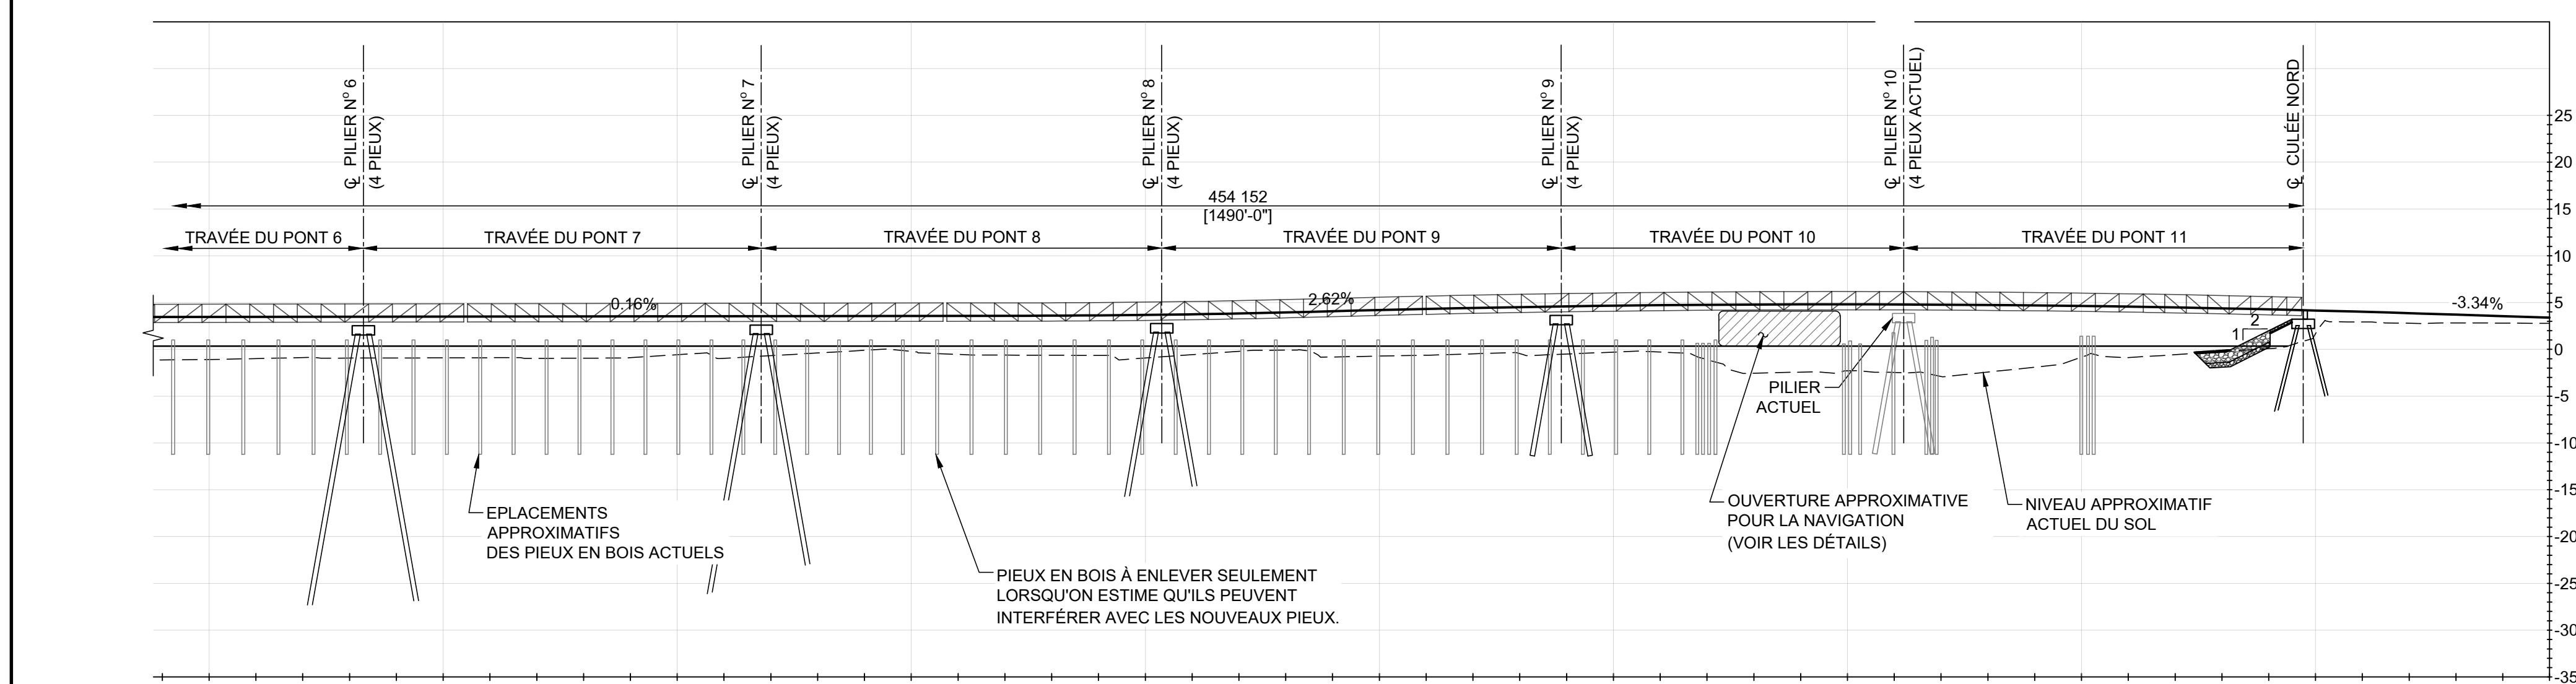 ℄ PILIER Nº 6
(4 PIEUX)
℄ PILIER Nº 7
(4 PIEUX)
℄ PILIER Nº 8
(4 PIEUX)
℄ PILIER Nº 9
(4 PIEUX)
℄ PILIER Nº 10
(4 PIEUX ACTUEL)
℄ CULÉE NORD
454 152
[1490'-0"]
TRAVÉE DU PONT 6
TRAVÉE DU PONT 7
TRAVÉE DU PONT 8
TRAVÉE DU PONT 9
TRAVÉE DU PONT 10
TRAVÉE DU PONT 11
0.16%
2.62%
-3.34%
2
1
PILIER
ACTUEL
EPLACEMENTS
APPROXIMATIFS
DES PIEUX EN BOIS ACTUELS
PIEUX EN BOIS À ENLEVER SEULEMENT
LORSQU'ON ESTIME QU'ILS PEUVENT
INTERFÉRER AVEC LES NOUVEAUX PIEUX.
OUVERTURE APPROXIMATIVE
POUR LA NAVIGATION
(VOIR LES DÉTAILS)
NIVEAU APPROXIMATIF
ACTUEL DU SOL
25
20
15
10
5
0
-5
-10
-15
-20
-25
-30
-35